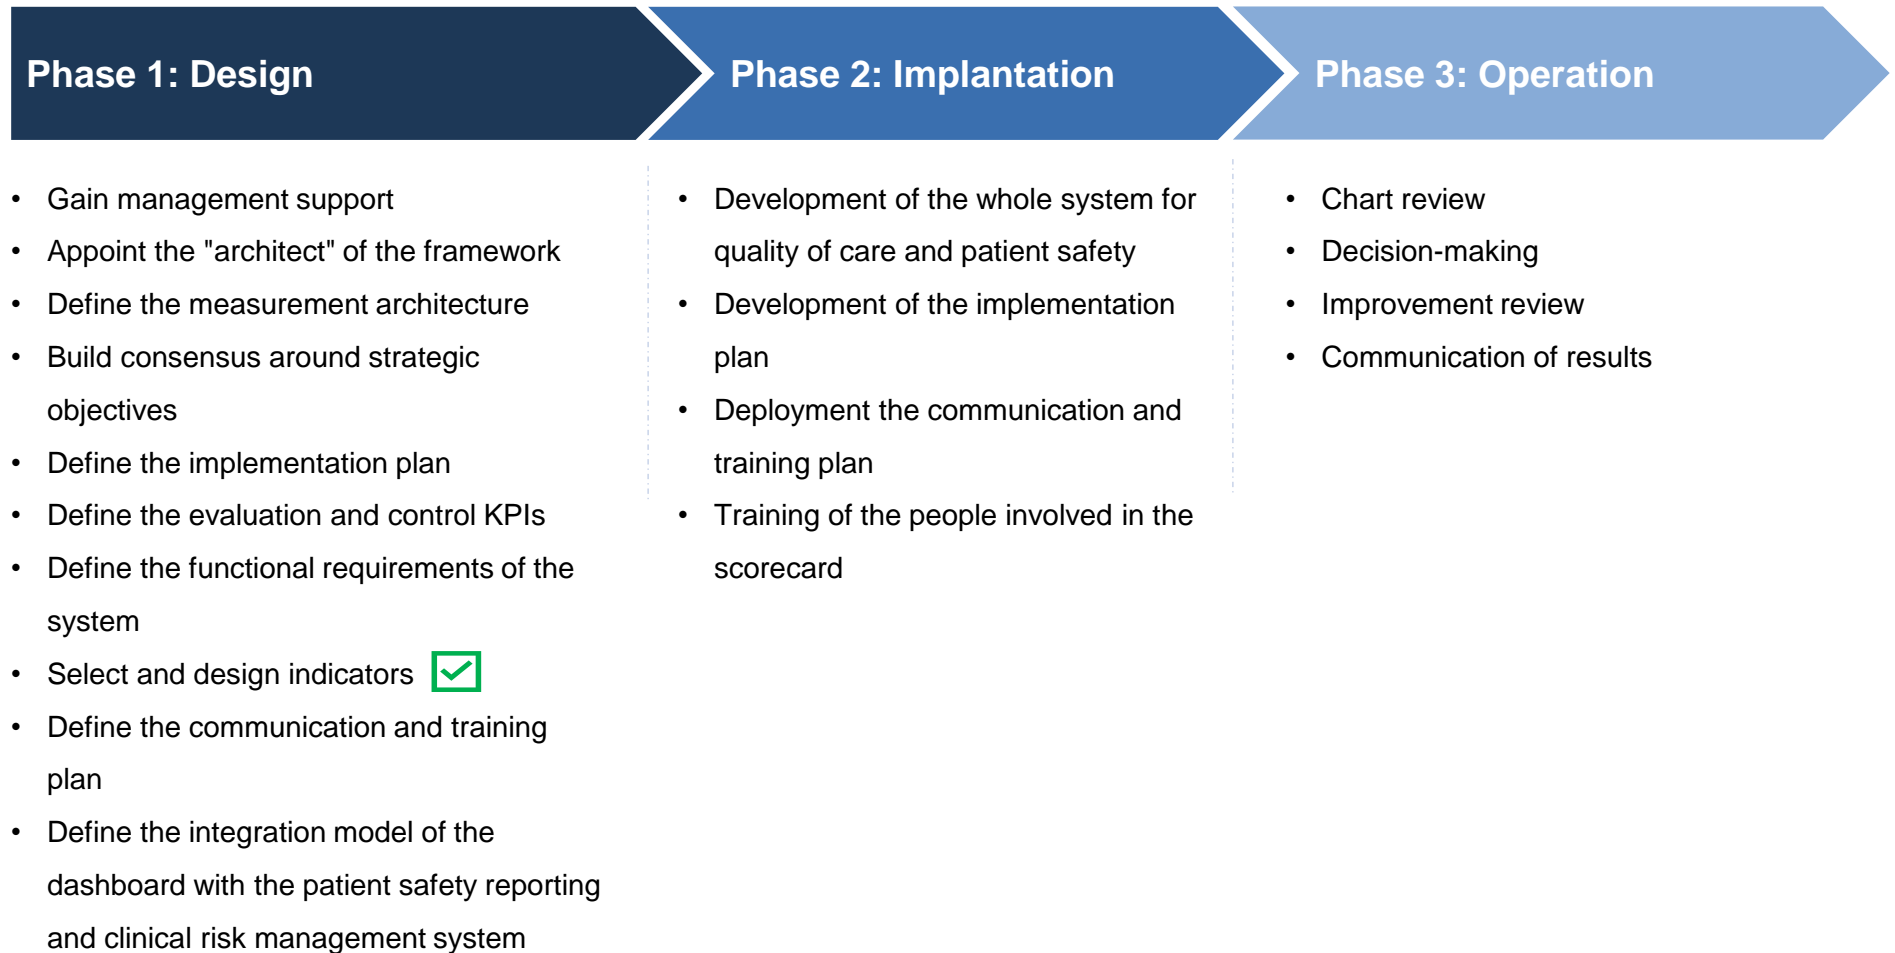 Phase 1: Design
• Gain management support
• Appoint the "architect" of the framework
• Define the measurement architecture
• Build consensus around strategic
objectives
• Define the implementation plan
• Define the evaluation and control KPIs
• Define the functional requirements of the
system
• Select and design indicators
• Define the communication and training
plan
• Define the integration model of the
dashboard with the patient safety reporting
and clinical risk management system
Phase 2: Implantation
• Development of the whole system for
quality of care and patient safety
• Development of the implementation
plan
• Deployment the communication and
training plan
• Training of the people involved in the
scorecard
Phase 3: Operation
• Chart review
• Decision-making
• Improvement review
• Communication of results